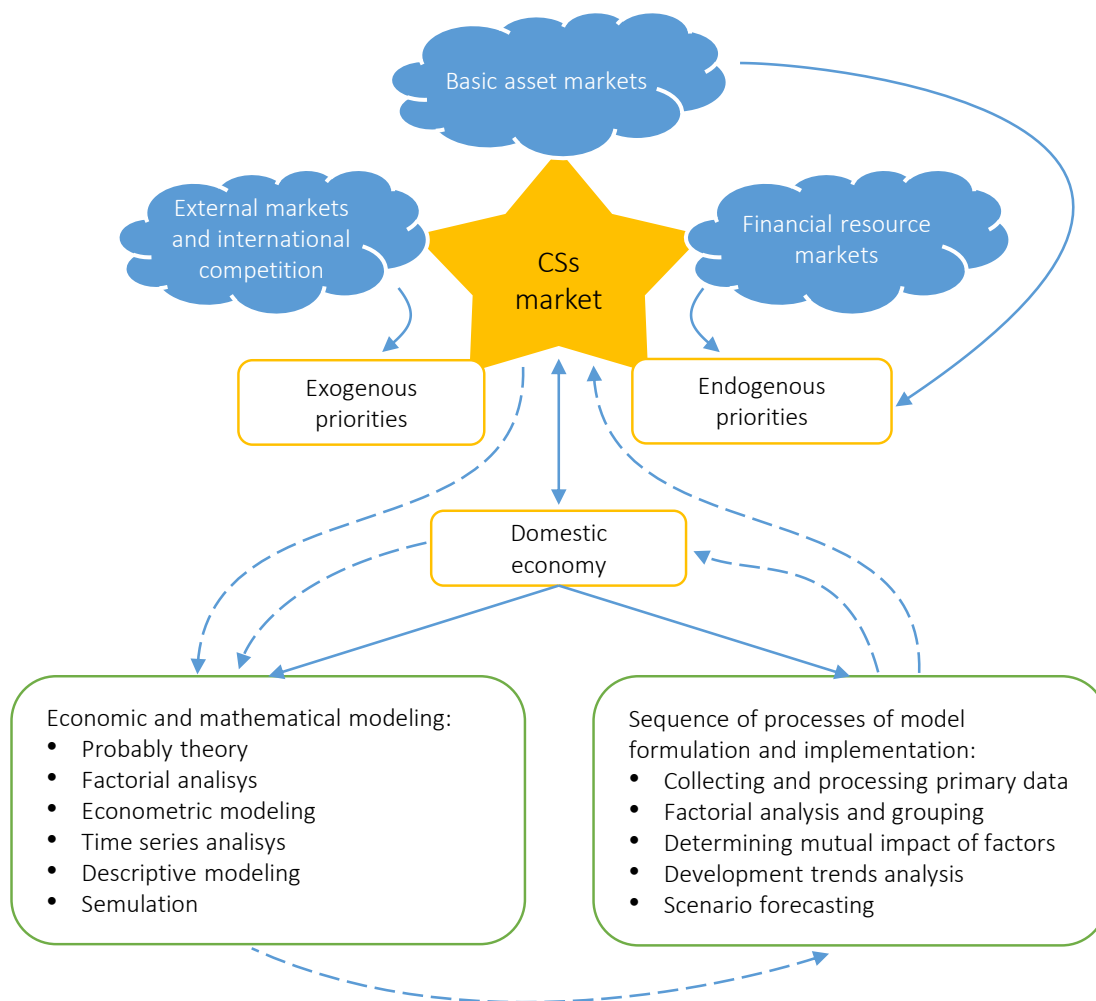 Basic asset markets
External markets
and international
competition
Financial resource
markets
CSs
market
Exogenous
priorities
Endogenous
priorities
Domestic
economy
Economic and mathematical modeling:
• Probably theory
• Factorial analisys
• Econometric modeling
• Time series analisys
• Descriptive modeling
• Semulation
Sequence of processes of model
formulation and implementation:
• Collecting and processing primary data
• Factorial analysis and grouping
• Determining mutual impact of factors
• Development trends analysis
• Scenario forecasting